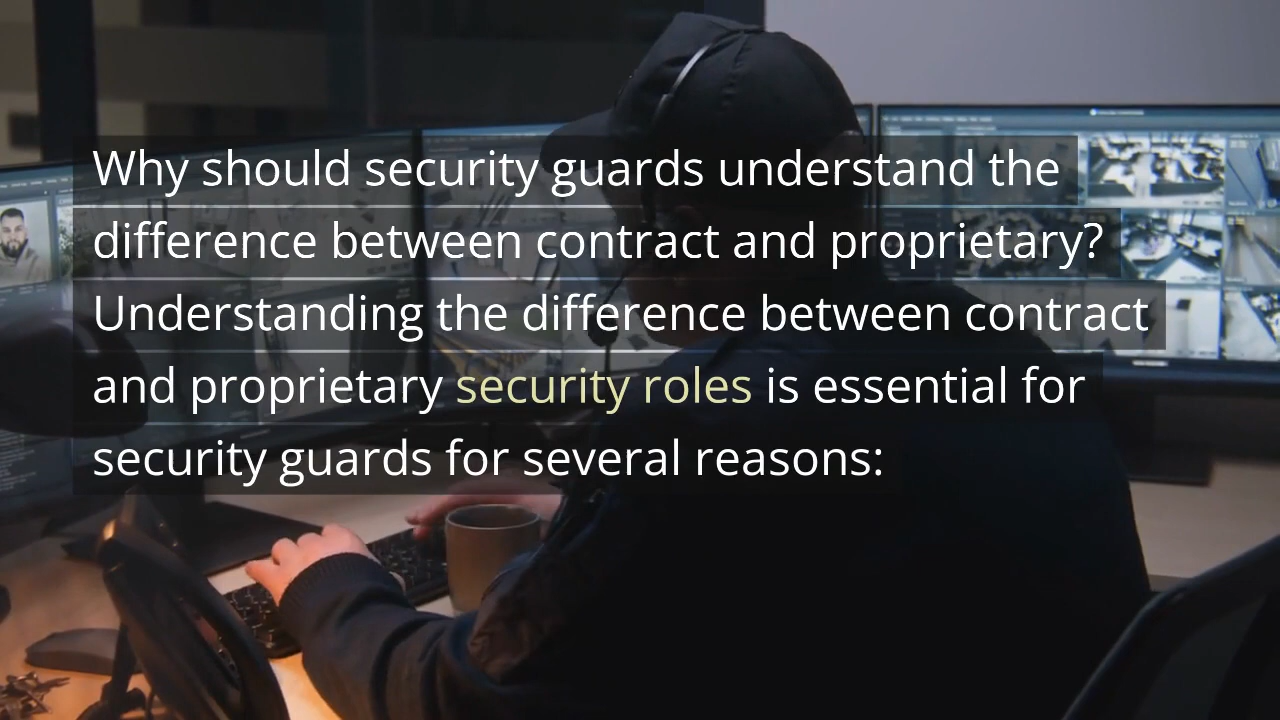 Why should security guards understand the
difference between contract and proprietary?
Understanding the difference between contract
and proprietary security roles is essential for
security guards for several reasons: